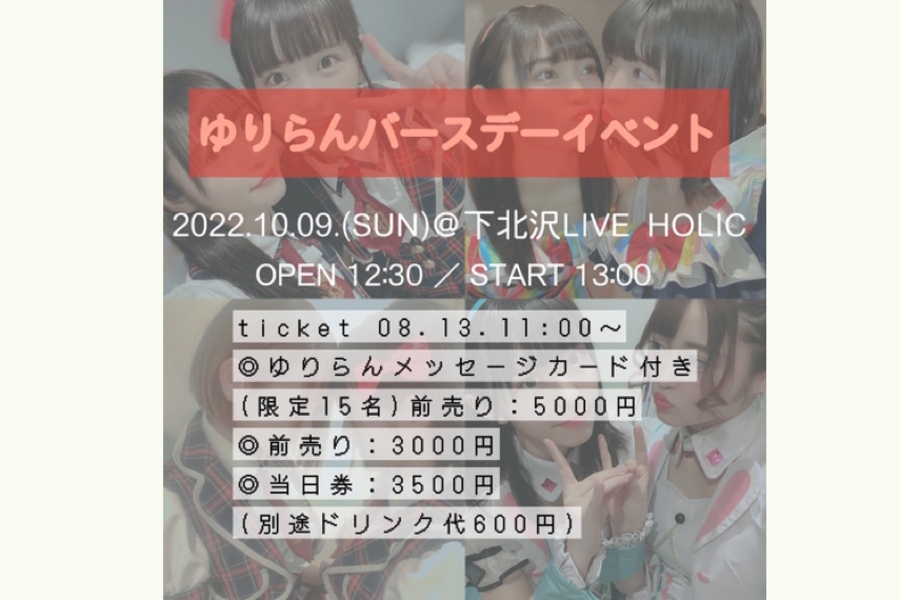 ゆりらんバースデーイベント
2022.10.09.(SUN)@下北沢LIVE HOLIC
OPEN 12:30 / START 13:00
ticket 08.13.11:00〜
◎ゆりらんメッセージカード付き
(限定15名)前売り：5000円
◎前売り：3000円
◎当日券：3500円
(別途ドリンク代600円)